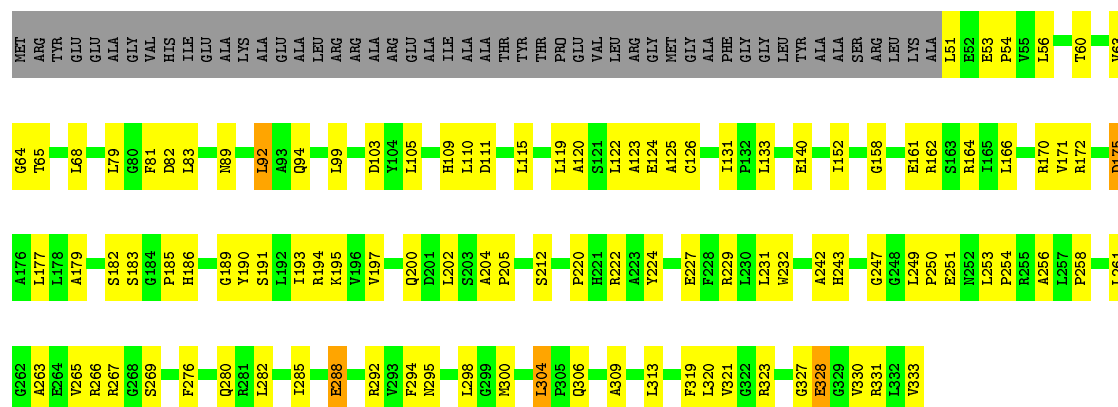 MET ARG TYR GLU GLU ALA GLY VAL HIS ILE GLU ALA LYS ALA GLU ALA LEU ARG ARG ALA ARG GLU ALA ILE ALA ALA THR TYR THR PRO GLU VAL LEU ARG GLY MET GLY ALA PHE GLY GLY LEU TYR ALA ALA SER ARG LEU LYS ALA L51 E52 E53 P54 V55 L56 T60 V63
G64 T65 L68 L79 G80 F81 D82 L83 N89 L92 A93 Q94 L99 D103 Y104 L105 H109 L110 D111 L115 L119 A120 S121 L122 A123 E124 A125 C126 I131 P132 L133 E140 I152 G158 E161 R162 S163 R164 I165 L166 R170 V171 R172 D175
A176 L177 L178 A179 S182 S183 G184 P185 H186 G189 Y190 S191 L192 I193 R194 K195 V196 V197 Q200 D201 L202 S203 A204 P205 S212 P220 H221 R222 A223 Y224 E227 F228 R229 L230 L231 W232 A242 H243 G247 G248 L249 P250 E251 N252 L253 P254 R255 A256 L257 P258 L261
G262 A263 E264 V265 R266 R267 G268 S269 F276 Q280 R281 L282 I285 E288 R292 V293 F294 N295 L298 G299 M300 L304 P305 Q306 A309 L313 F319 L320 V321 G322 R323 G327 E328 G329 V330 R331 L332 V333